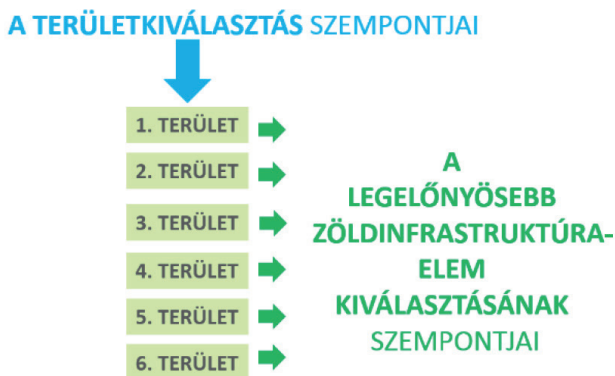 A TERÜLETKIVÁLASZTÁS SZEMPONTJAI
1. TERÜLET
2. TERÜLET
3. TERÜLET
4. TERÜLET
5. TERÜLET
6. TERÜLET
A
LEGELŐNYÖSEBB
ZÖLDINFRASTRUKTÚRA-
ELEM
KIVÁLASZTÁSÁNAK
SZEMPONTJAI